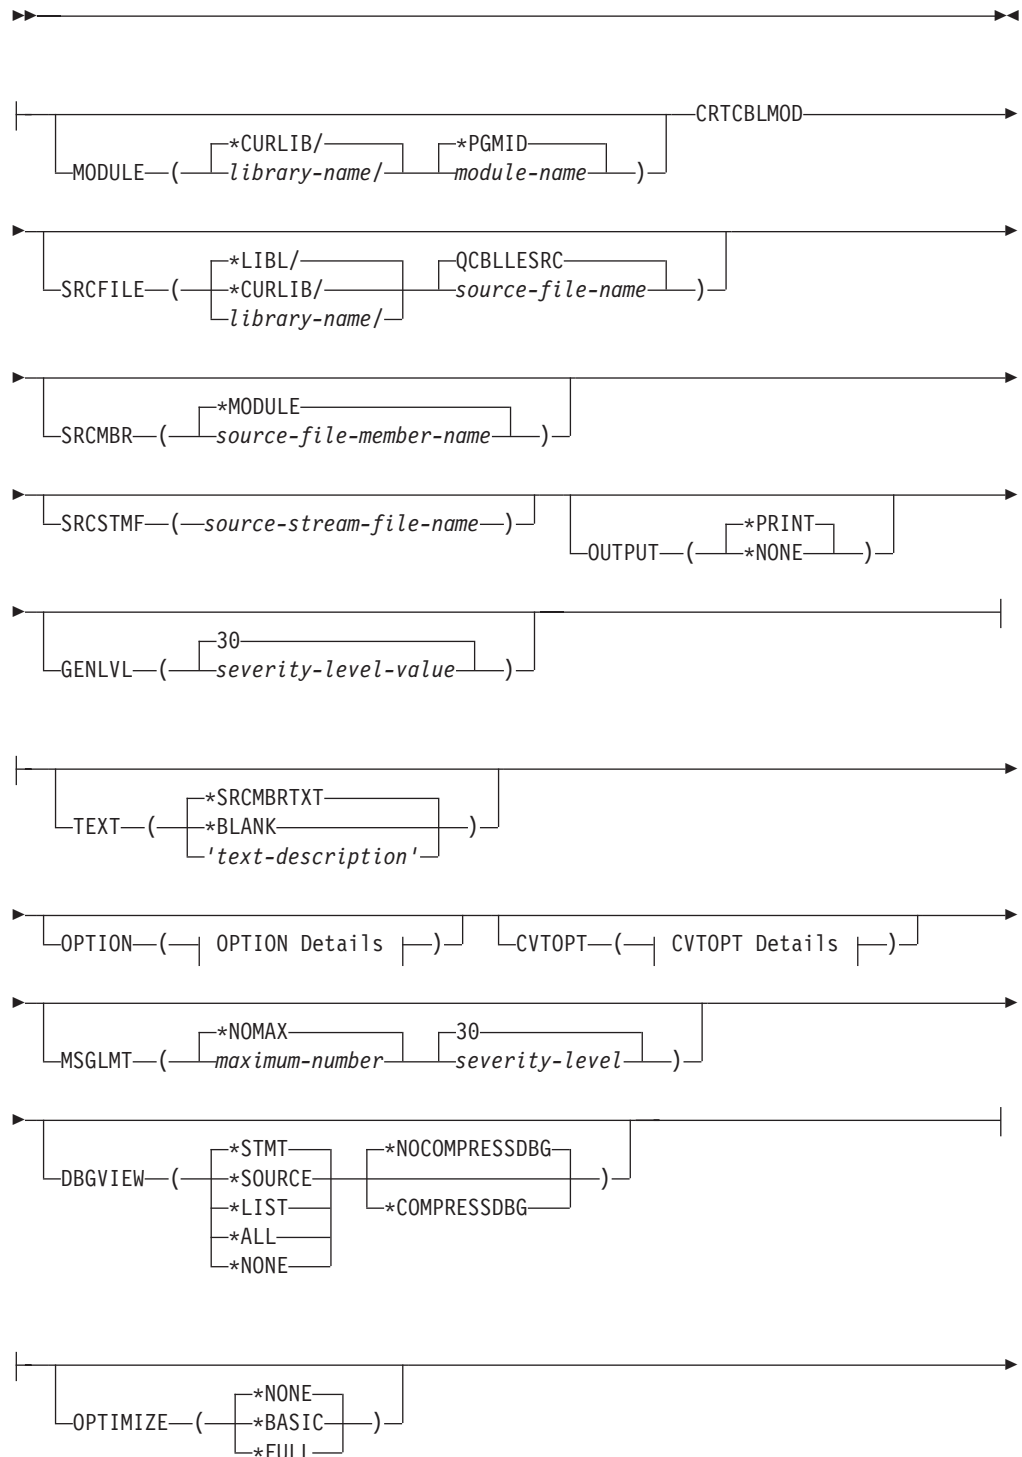 CRTCBLMOD
*CURLIB/ *PGMID
MODULE ( library-name/ module-name )
*LIBL/ QCBLLESRC
SRCFILE ( *CURLIB/ source-file-name )
library-name/
*MODULE
SRCMBR ( source-file-member-name )
SRCSTMF ( source-stream-file-name ) *PRINT
OUTPUT ( *NONE )
30
GENLVL ( severity-level-value )
*SRCMBRTXT
TEXT ( *BLANK )
'text-description'
OPTION ( OPTION Details ) CVTOPT ( CVTOPT Details )
*NOMAX 30
MSGLMT ( maximum-number severity-level )
*STMT *NOCOMPRESSDBG
DBGVIEW ( *SOURCE )
*LIST *COMPRESSDBG
*ALL
*NONE
*NONE
OPTIMIZE ( *BASIC )
*FULL